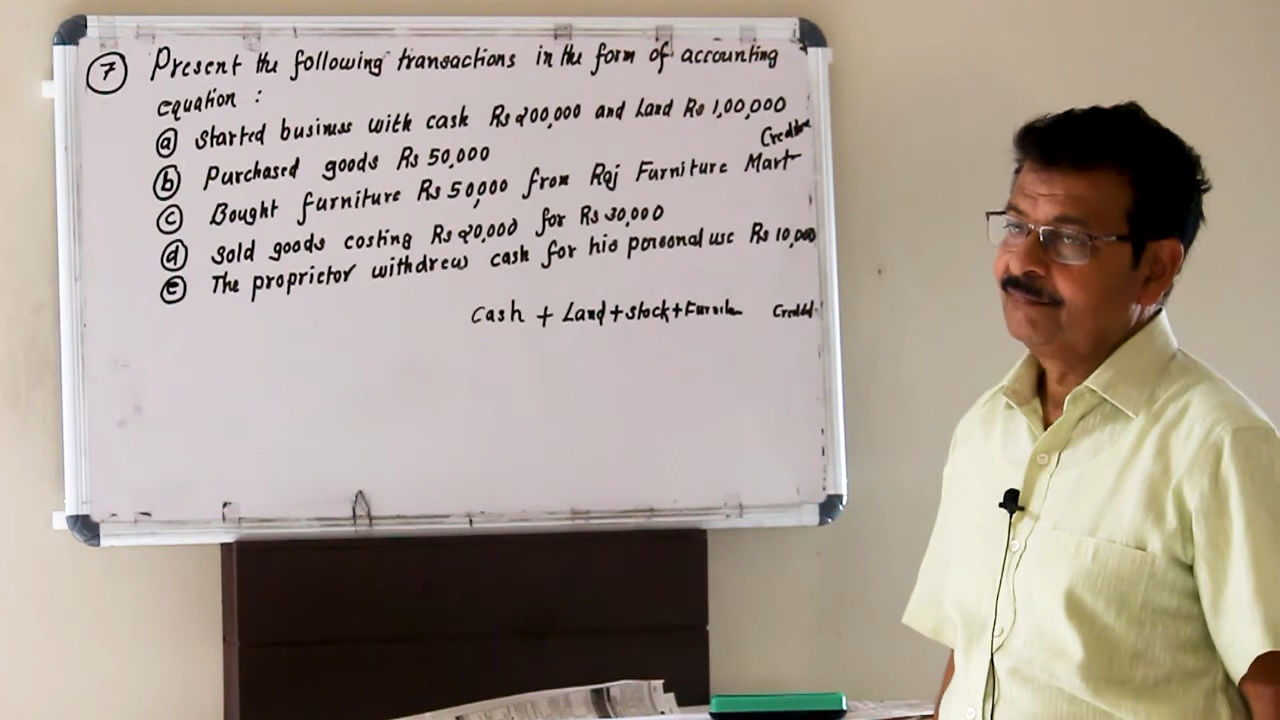 7 Present the following transactions in the form of accounting
equation :
a Started business with cash Rs 200,000 and Land Rs 1,00,000
b Purchased goods Rs 50,000
Creditor
c Bought furniture Rs 50,000 from Raj Furniture Mart
d Sold goods costing Rs 20,000 for Rs 30,000
e The proprietor withdrew cash for his personal use Rs 10,000
Cash + Land + Stock +